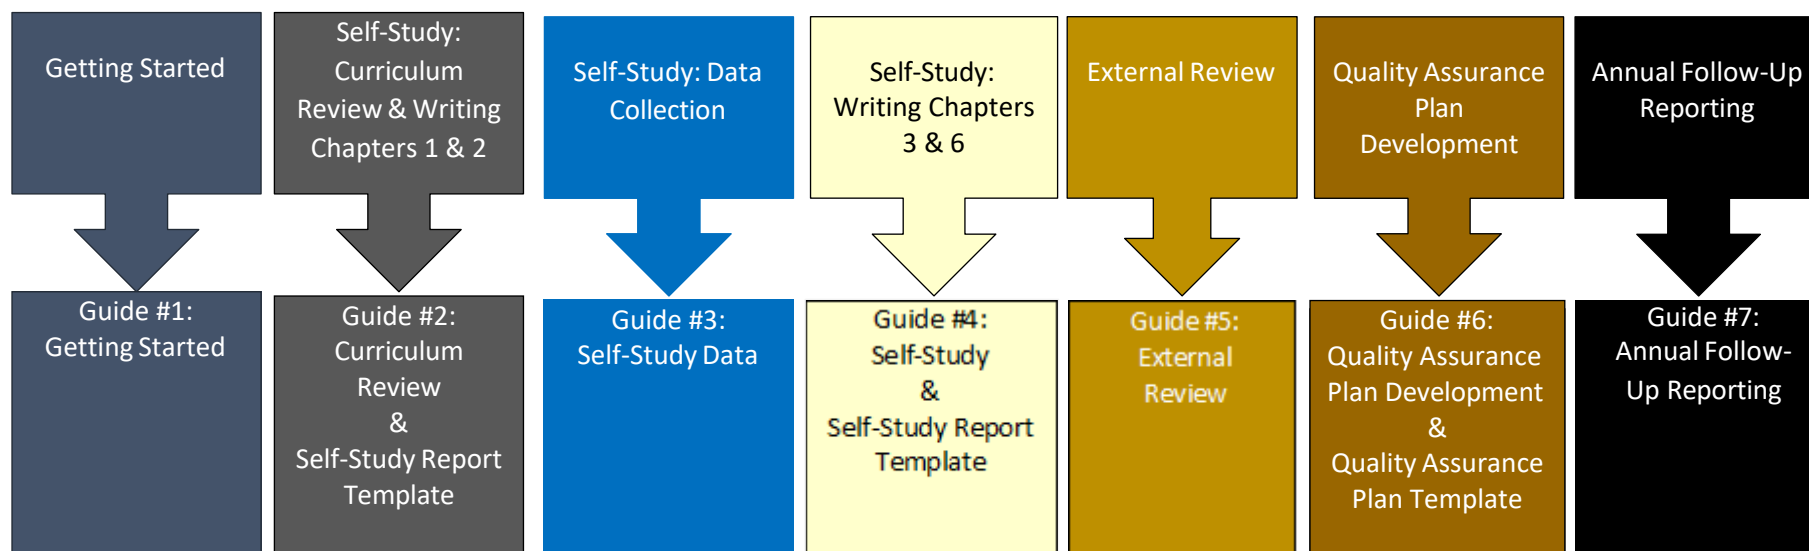 Getting Started
Self-Study:
Curriculum
Review & Writing
Chapters 1 & 2
Self-Study: Data
Collection
Self-Study:
Writing Chapters
3 & 6
External Review
Quality Assurance
Plan
Development
Annual Follow-Up
Reporting
Guide #1:
Getting Started
Guide #2:
Curriculum
Review
&
Self-Study Report
Template
Guide #3:
Self-Study Data
Guide #4:
Self-Study
&
Self-Study Report
Template
Guide #5:
External
Review
Guide #6:
Quality Assurance
Plan Development
&
Quality Assurance
Plan Template
Guide #7:
Annual Follow-
Up Reporting